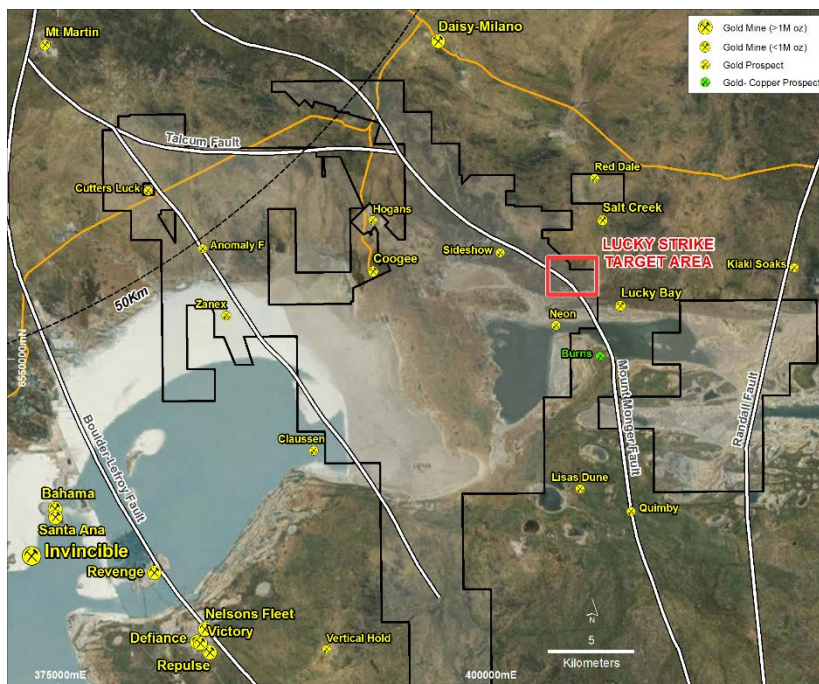 Mt Martin
Daisy-Milano
Gold Mine (>1M oz)
Gold Mine (<1M oz)
Gold Prospect
Gold- Copper Prospect
Talcum Fault
Cutters Luck
Red Dale
Hogans
Salt Creek
Anomaly F
Sideshow
LUCKY STRIKE
TARGET AREA
Coogee
Kiaki Soaks
50Km
Zanex
Lucky Bay
Neon
Burns
6550000mN
Mount Monger Fault
Randall Fault
Boulder-Lefroy Fault
Claussen
Lisas Dune
Bahama
Santa Ana
Quimby
Invincible
Revenge
Nelsons Fleet
Victory
Defiance
Repulse
Vertical Hold
N
5
Kilometers
375000mE
400000mE